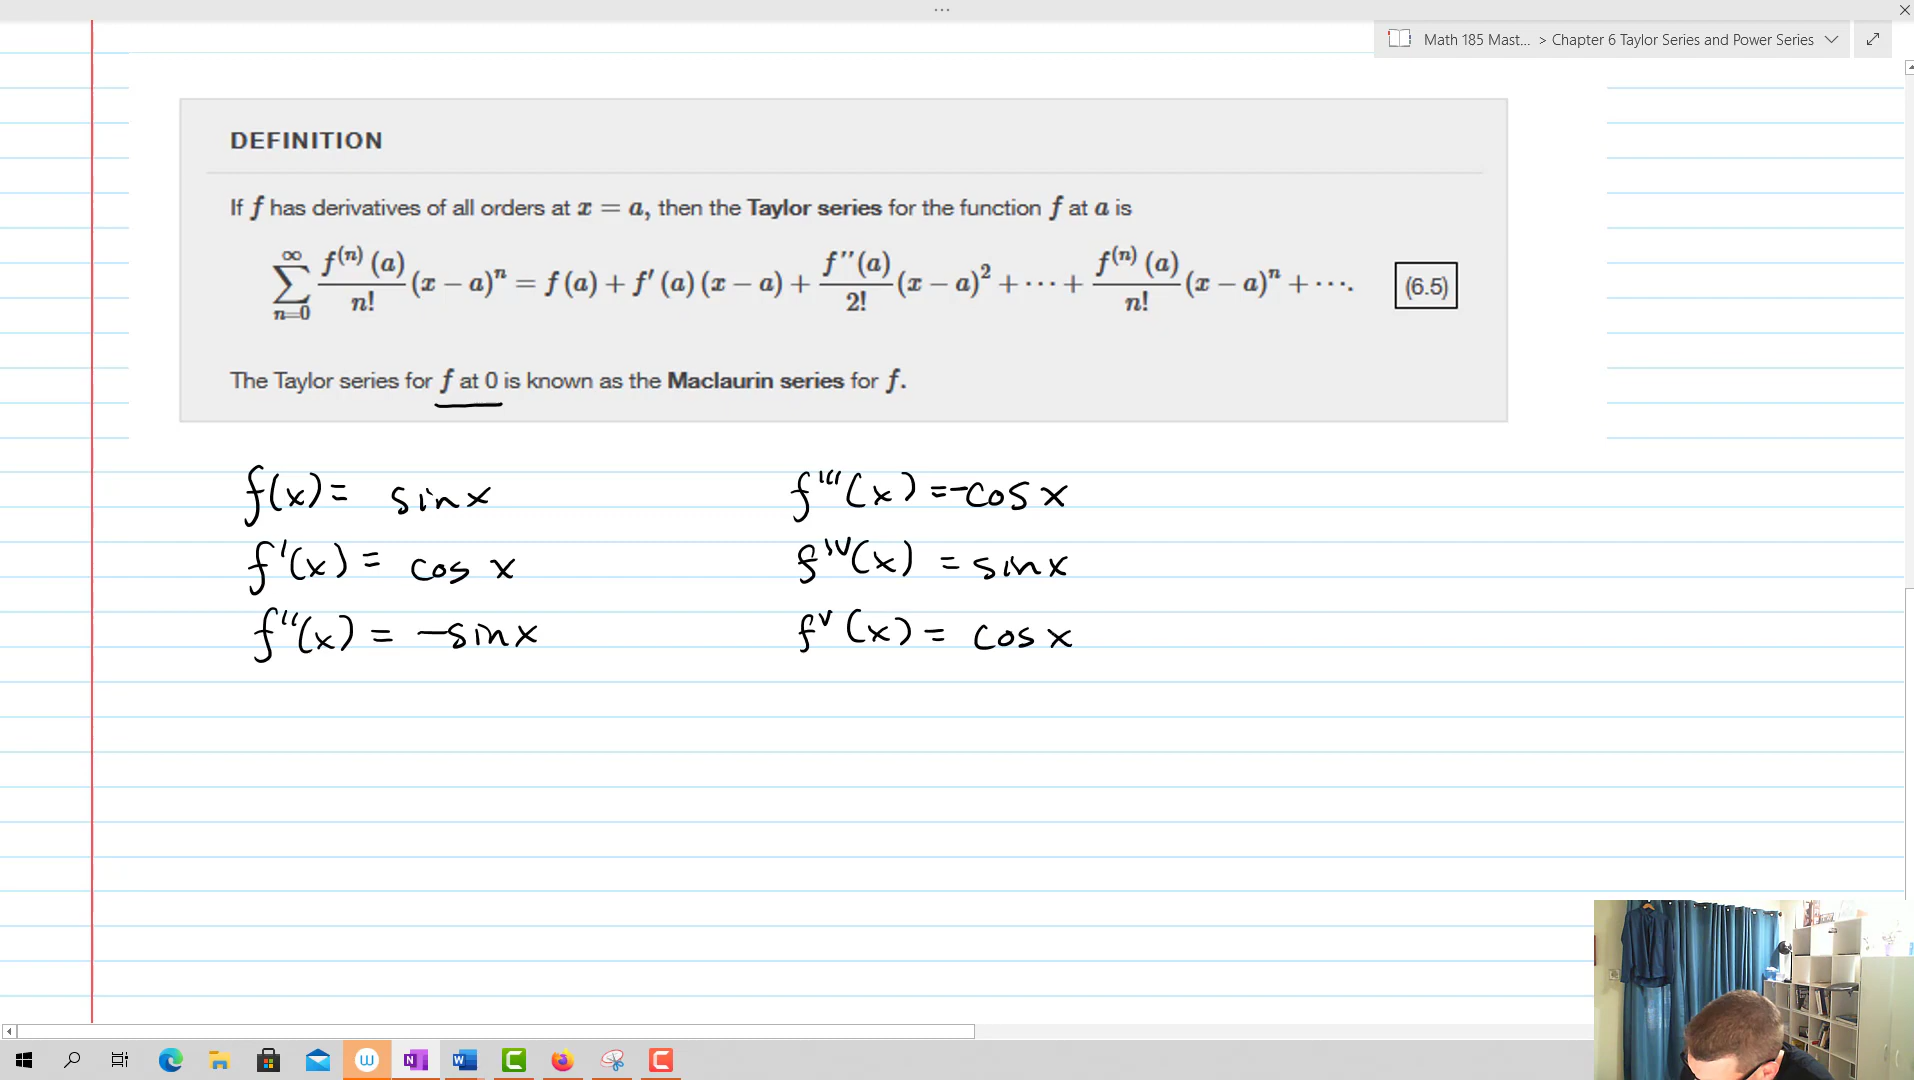 Math 185 Mast... > Chapter 6 Taylor Series and Power Series
DEFINITION
If f has derivatives of all orders at x = a, then the Taylor series for the function f at a is
∞∑n=0 f⁽ⁿ⁾(a)/n! (x − a)ⁿ = f(a) + f′(a)(x − a) + f′′(a)/2! (x − a)² + ⋯ + f⁽ⁿ⁾(a)/n! (x − a)ⁿ + ⋯. (6.5)
The Taylor series for f at 0 is known as the Maclaurin series for f.
f(x) = sin x
f'(x) = cos x
f''(x) = −sin x
f'''(x) = −cos x
f^IV(x) = sin x
f^V(x) = cos x